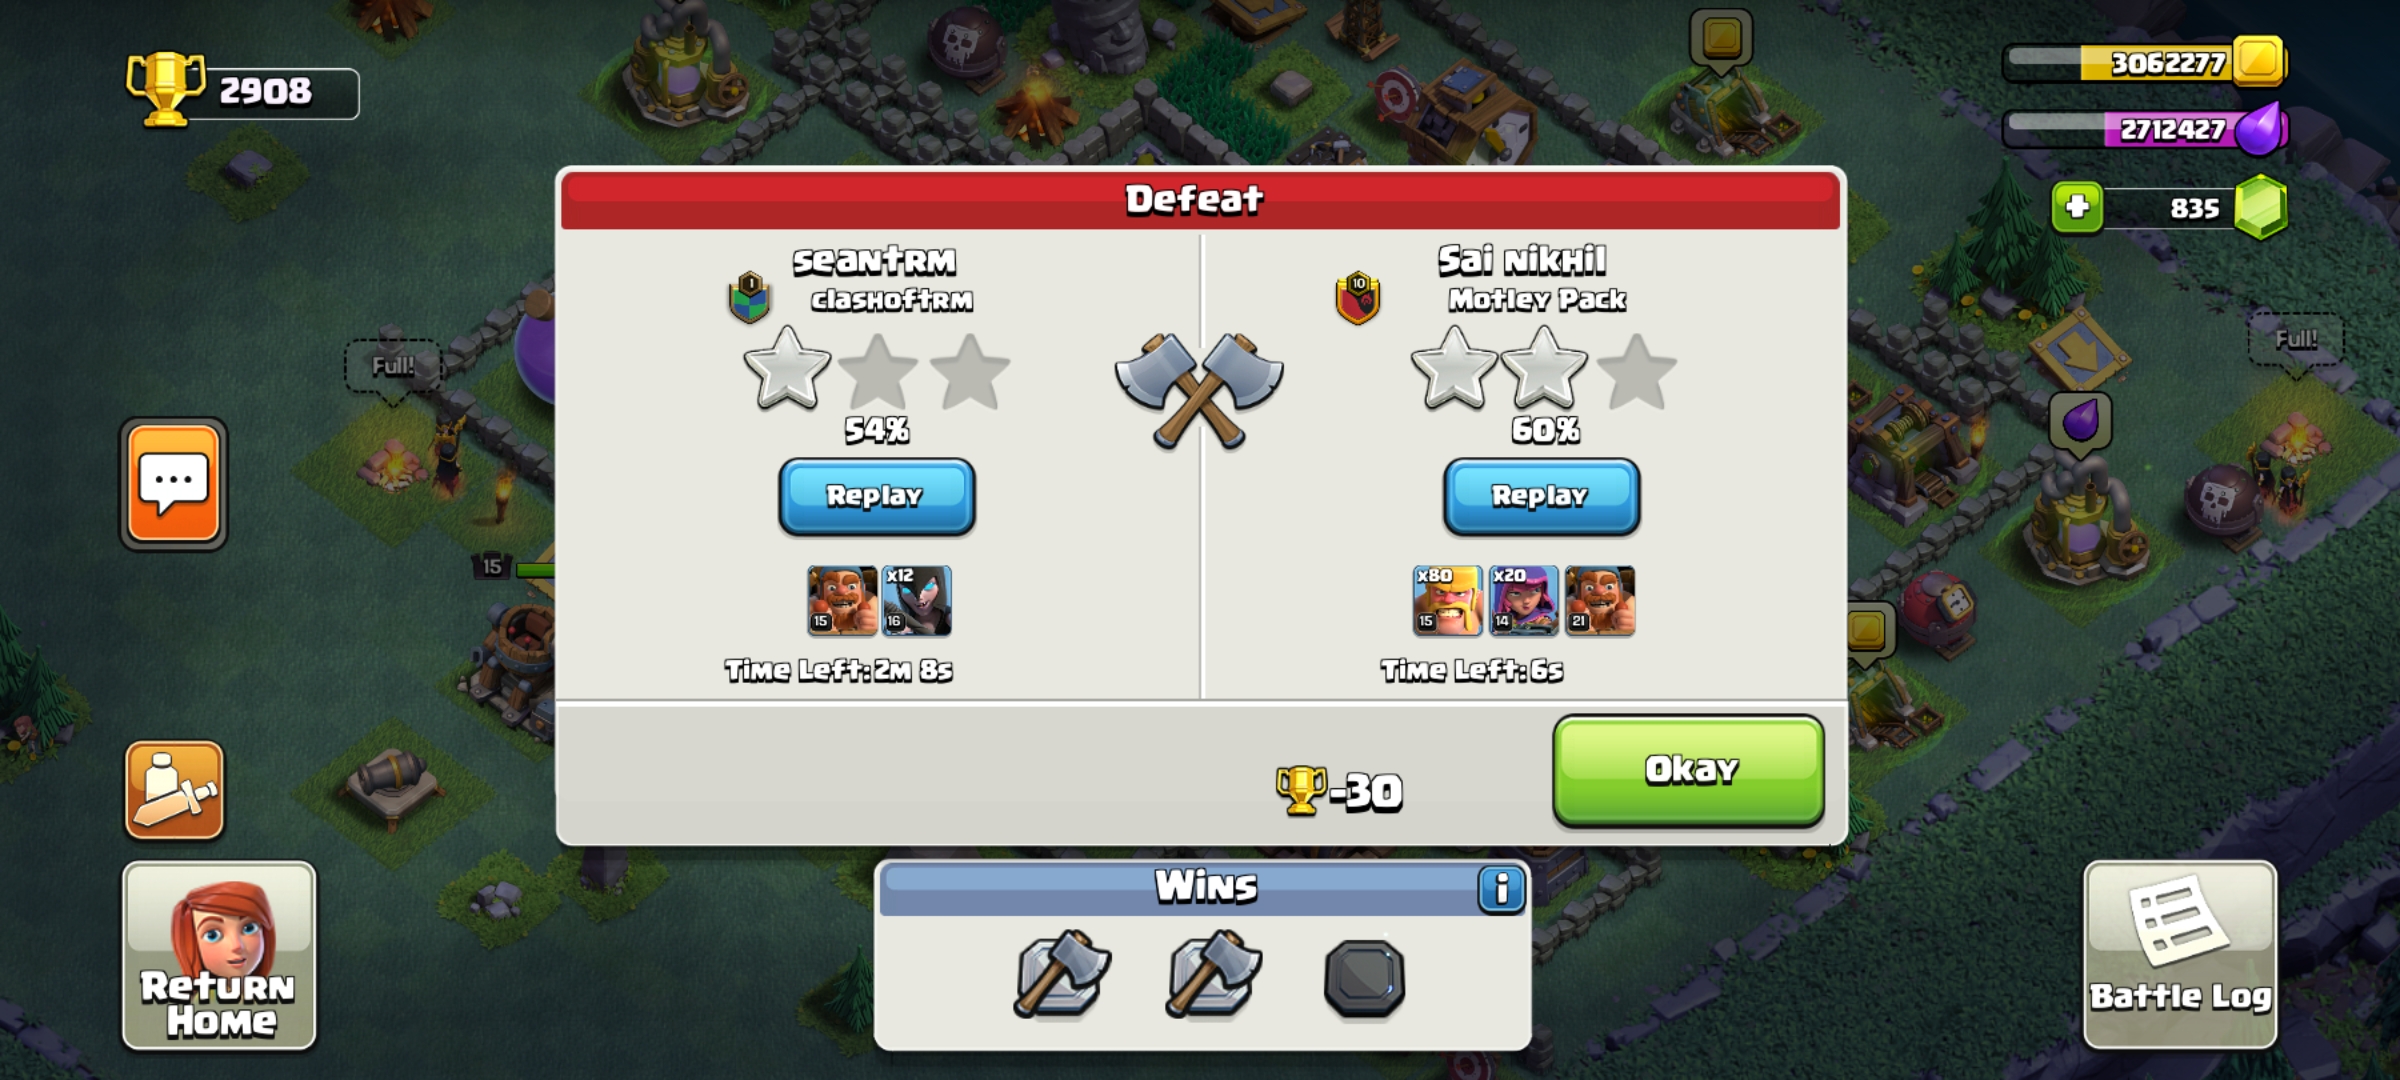 2908
3062277
2712427
835
Defeat
seantrm
clashoftrm
1
54%
Replay
15
x12
16
Time Left:2m 8s
Sai nikhil
Motley Pack
10
60%
Replay
x80
15
x20
14
21
Time Left:6s
Full!
Full!
15
-30
Okay
Wins
i
Return
Home
Battle Log